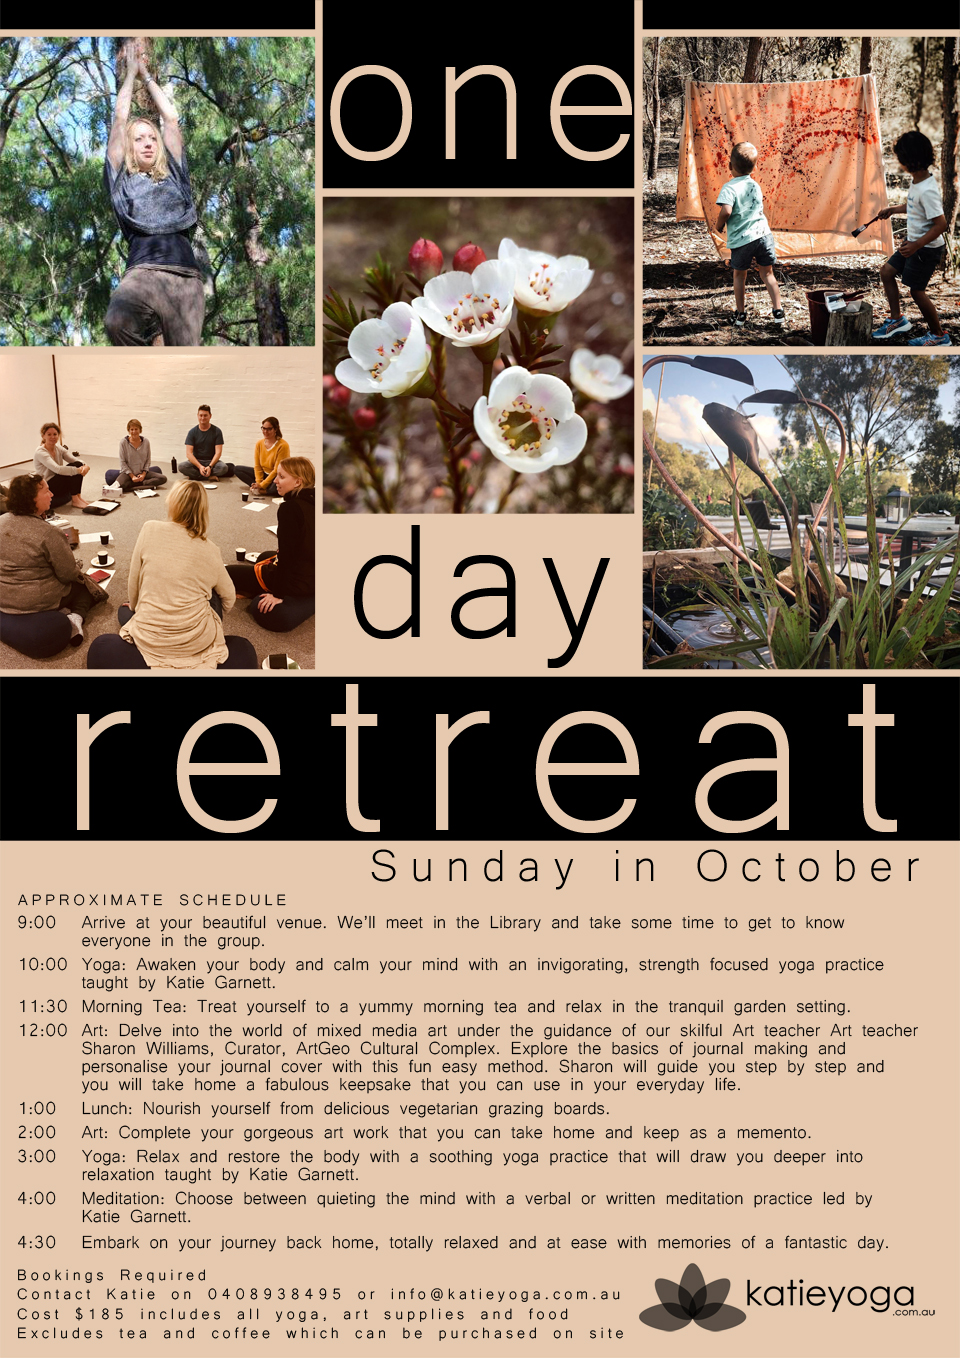 one
day
retreat
Sunday in October
APPROXIMATE SCHEDULE
9:00 Arrive at your beautiful venue. We'll meet in the Library and take some time to get to know
everyone in the group.
10:00 Yoga: Awaken your body and calm your mind with an invigorating, strength focused yoga practice
taught by Katie Garnett.
11:30 Morning Tea: Treat yourself to a yummy morning tea and relax in the tranquil garden setting.
12:00 Art: Delve into the world of mixed media art under the guidance of our skilful Art teacher Art teacher
Sharon Williams, Curator, ArtGeo Cultural Complex. Explore the basics of journal making and
personalise your journal cover with this fun easy method. Sharon will guide you step by step and
you will take home a fabulous keepsake that you can use in your everyday life.
1:00 Lunch: Nourish yourself from delicious vegetarian grazing boards.
2:00 Art: Complete your gorgeous art work that you can take home and keep as a memento.
3:00 Yoga: Relax and restore the body with a soothing yoga practice that will draw you deeper into
relaxation taught by Katie Garnett.
4:00 Meditation: Choose between quieting the mind with a verbal or written meditation practice led by
Katie Garnett.
4:30 Embark on your journey back home, totally relaxed and at ease with memories of a fantastic day.
Bookings Required
Contact Katie on 0408938495 or info@katieyoga.com.au
Cost $185 includes all yoga, art supplies and food
Excludes tea and coffee which can be purchased on site
katieyoga
.com.au